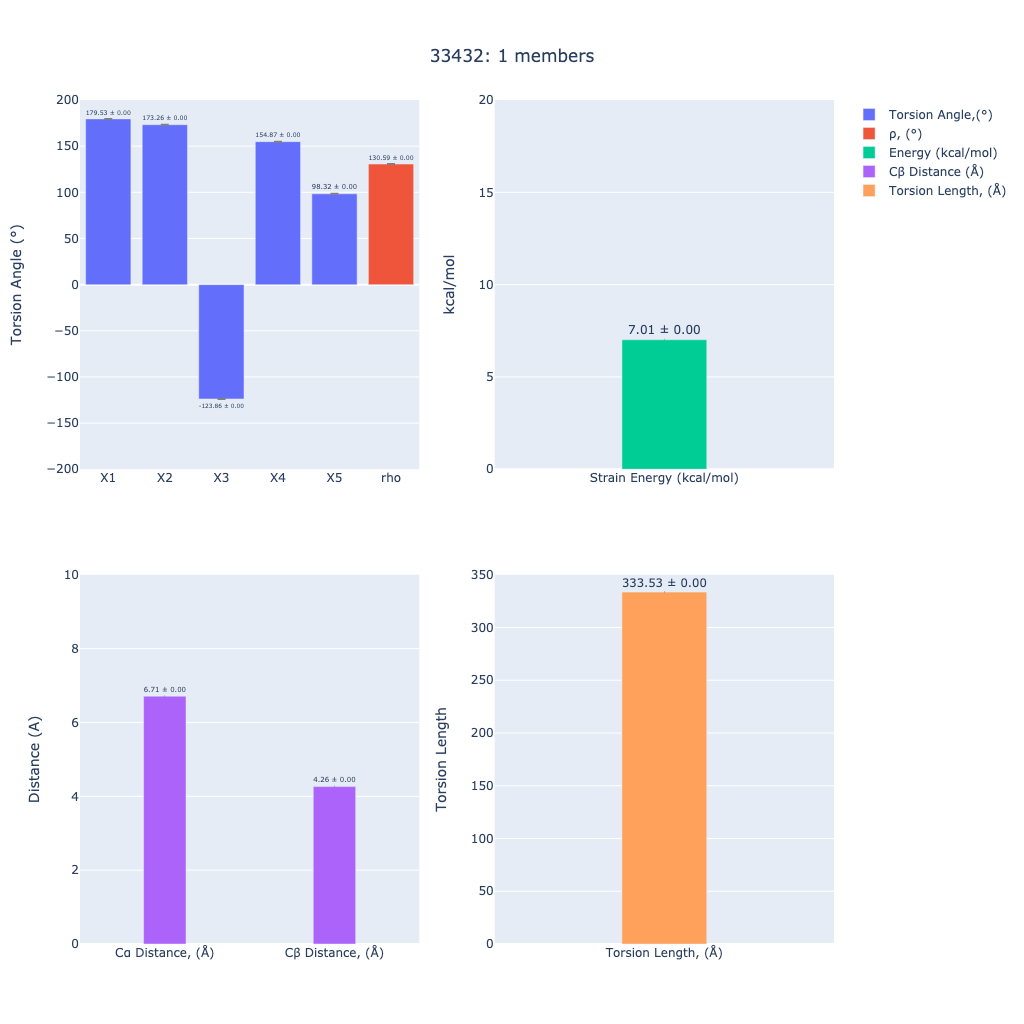 33432: 1 members
200
150
100
50
0
−50
−100
−150
−200
Torsion Angle (°)
179.53 ± 0.00
173.26 ± 0.00
-123.86 ± 0.00
154.87 ± 0.00
98.32 ± 0.00
130.59 ± 0.00
X1
X2
X3
X4
X5
rho
20
15
10
5
0
kcal/mol
7.01 ± 0.00
Strain Energy (kcal/mol)
Torsion Angle,(°)
ρ, (°)
Energy (kcal/mol)
Cβ Distance (Å)
Torsion Length, (Å)
10
8
6
4
2
0
Distance (A)
6.71 ± 0.00
4.26 ± 0.00
Cα Distance, (Å)
Cβ Distance, (Å)
350
300
250
200
150
100
50
0
Torsion Length
333.53 ± 0.00
Torsion Length, (Å)